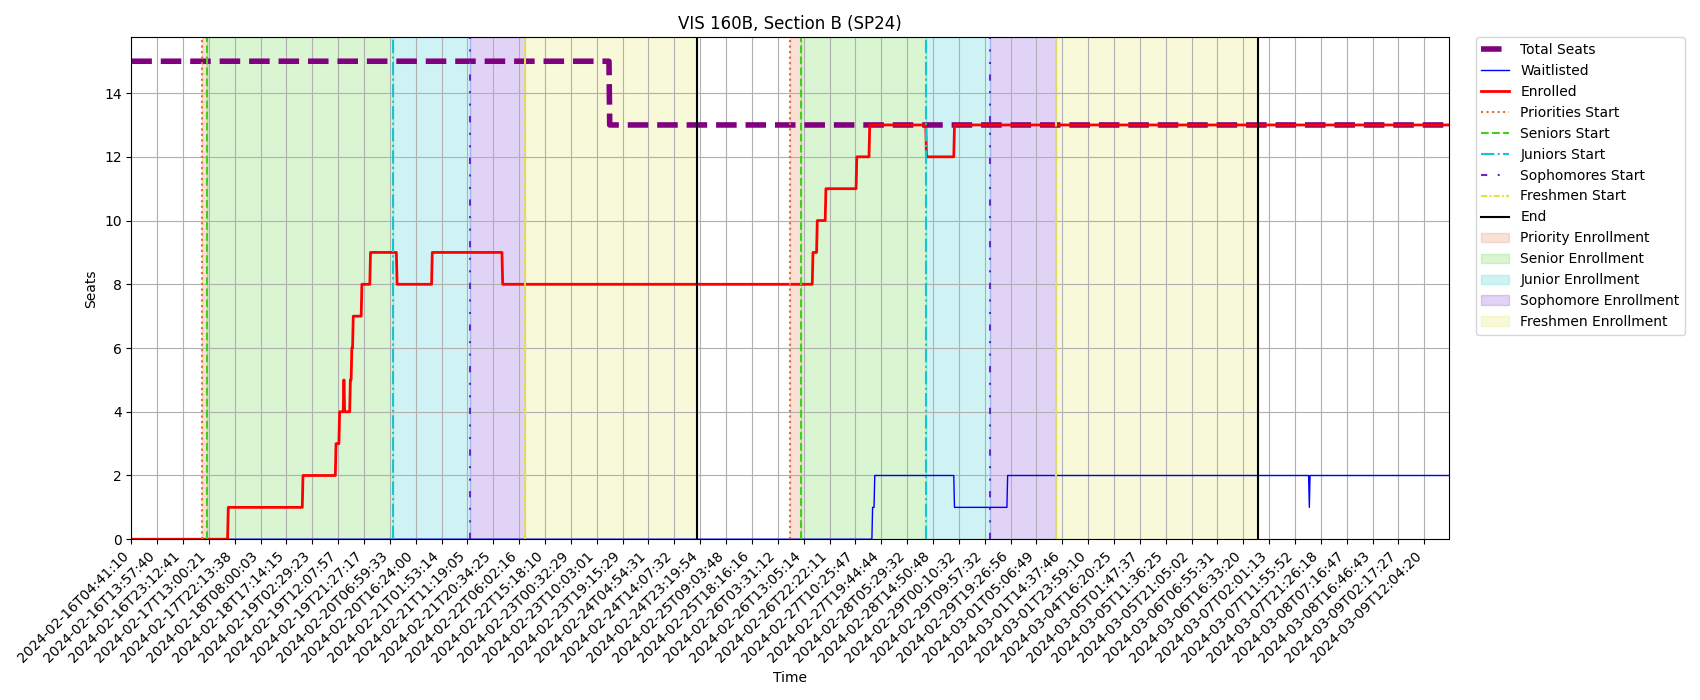 VIS 160B, Section B (SP24)
Seats
14
12
10
8
6
4
2
0
2024-02-16T04:41:10
2024-02-16T13:57:40
2024-02-16T23:12:41
2024-02-17T13:00:21
2024-02-17T22:13:38
2024-02-18T08:00:03
2024-02-18T17:14:15
2024-02-19T02:29:23
2024-02-19T12:07:57
2024-02-19T21:27:17
2024-02-20T06:59:33
2024-02-20T16:24:00
2024-02-21T01:53:14
2024-02-21T11:19:05
2024-02-21T20:34:25
2024-02-22T06:02:16
2024-02-22T15:18:10
2024-02-23T00:32:29
2024-02-23T10:03:01
2024-02-23T19:15:29
2024-02-24T04:54:31
2024-02-24T14:07:32
2024-02-24T23:19:54
2024-02-25T09:03:48
2024-02-25T18:16:16
2024-02-26T03:31:12
2024-02-26T13:05:14
2024-02-26T22:22:11
2024-02-27T10:25:47
2024-02-27T19:44:44
2024-02-28T05:29:32
2024-02-28T14:50:48
2024-02-29T00:10:32
2024-02-29T09:57:32
2024-02-29T19:26:56
2024-03-01T05:06:49
2024-03-01T14:37:46
2024-03-01T23:59:10
2024-03-04T16:20:25
2024-03-05T01:47:37
2024-03-05T11:36:25
2024-03-05T21:05:02
2024-03-06T06:55:31
2024-03-06T16:33:20
2024-03-07T02:01:13
2024-03-07T11:55:52
2024-03-07T21:26:18
2024-03-08T07:16:47
2024-03-08T16:46:43
2024-03-09T02:17:27
2024-03-09T12:04:20
Time
Total Seats
Waitlisted
Enrolled
Priorities Start
Seniors Start
Juniors Start
Sophomores Start
Freshmen Start
End
Priority Enrollment
Senior Enrollment
Junior Enrollment
Sophomore Enrollment
Freshmen Enrollment